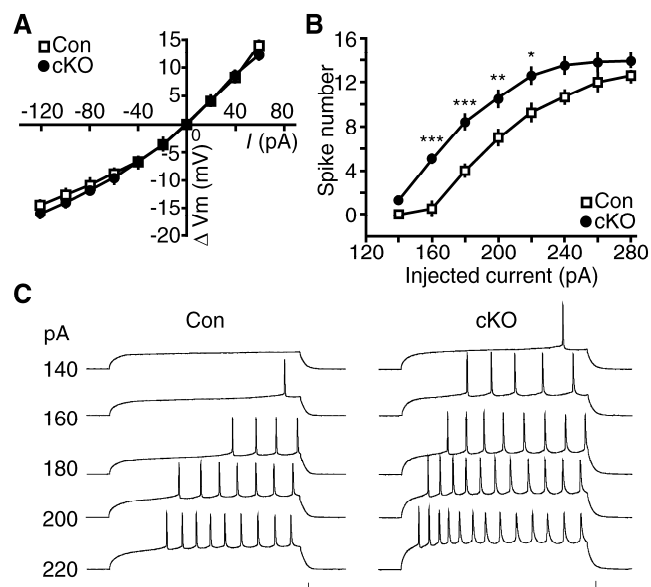 A
Con
cKO
15
10
5
-120 -80 -40 0 40 80
I (pA)
-5
-10
-15
-20
△ Vm (mV)
B
16
12
8
4
0
Spike number
*** *** ** *
Con
cKO
120 160 200 240 280
Injected current (pA)
C
pA Con cKO
140
160
180
200
220